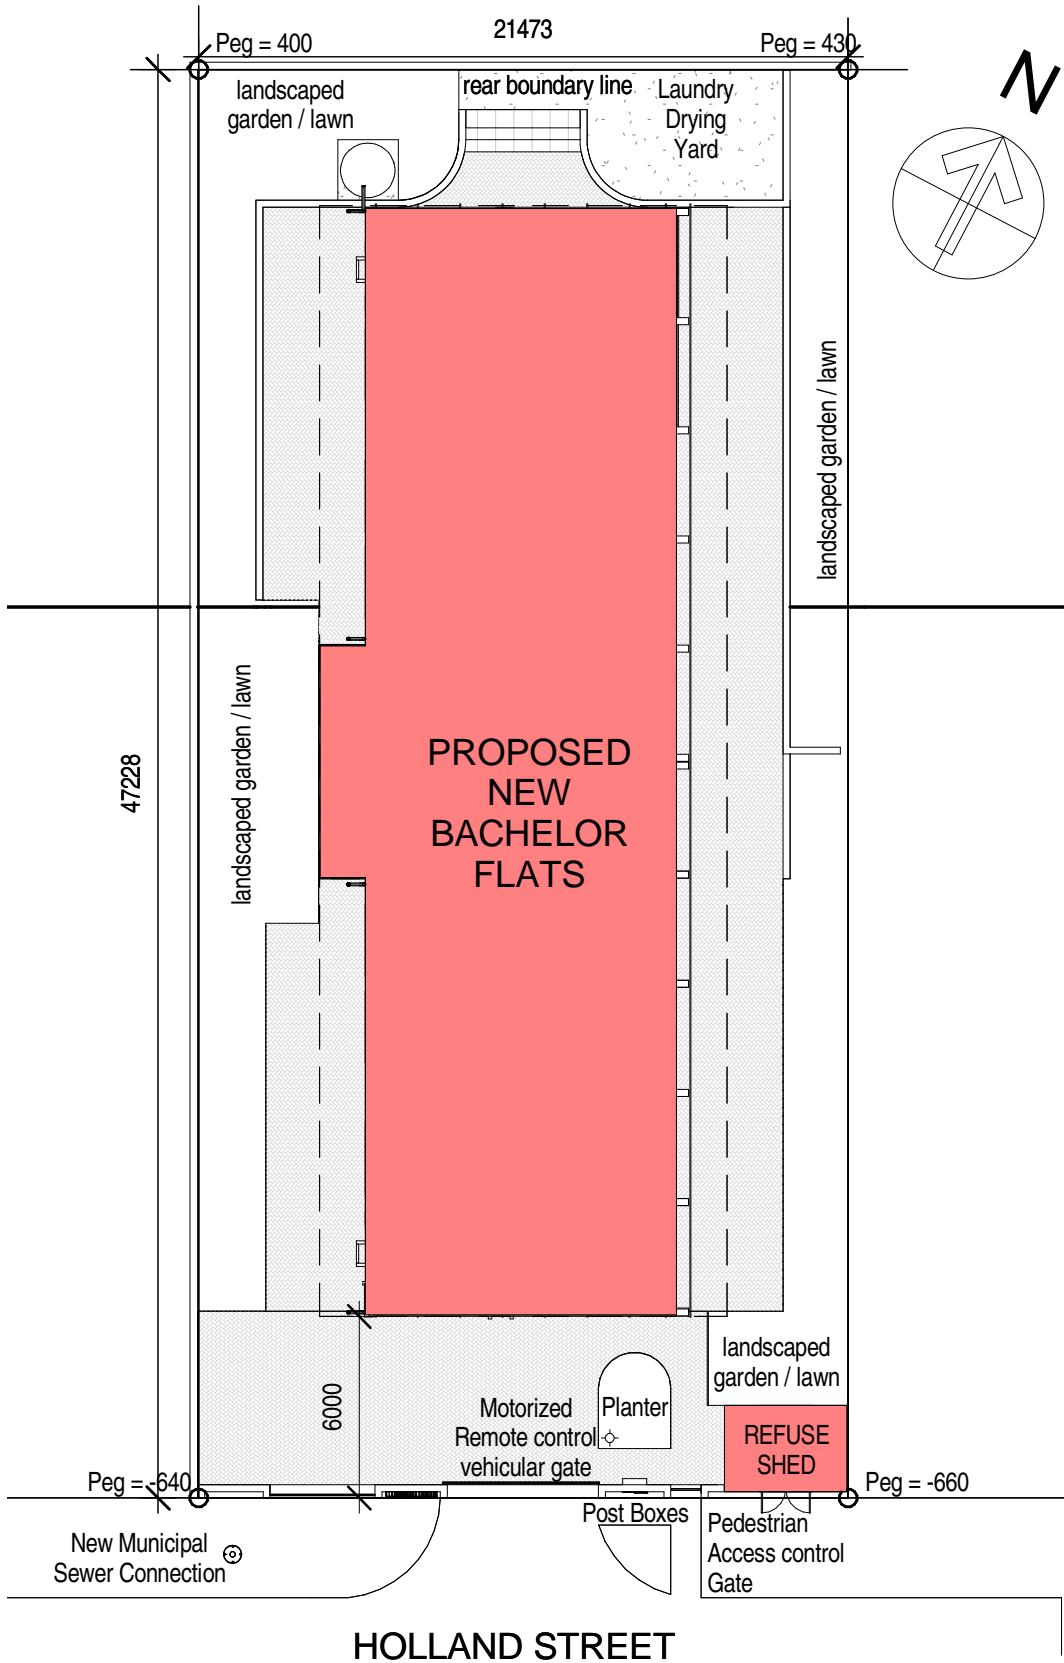 21473
Peg = 400
Peg = 430
N
landscaped
garden / lawn
rear boundary line
Laundry
Drying
Yard
landscaped garden / lawn
landscaped garden / lawn
47228
PROPOSED
NEW
BACHELOR
FLATS
landscaped
garden / lawn
6000
Motorized
Remote control
vehicular gate
Planter
REFUSE
SHED
Peg = -640
Peg = -660
Post Boxes
Pedestrian
Access control
Gate
New Municipal
Sewer Connection
HOLLAND STREET